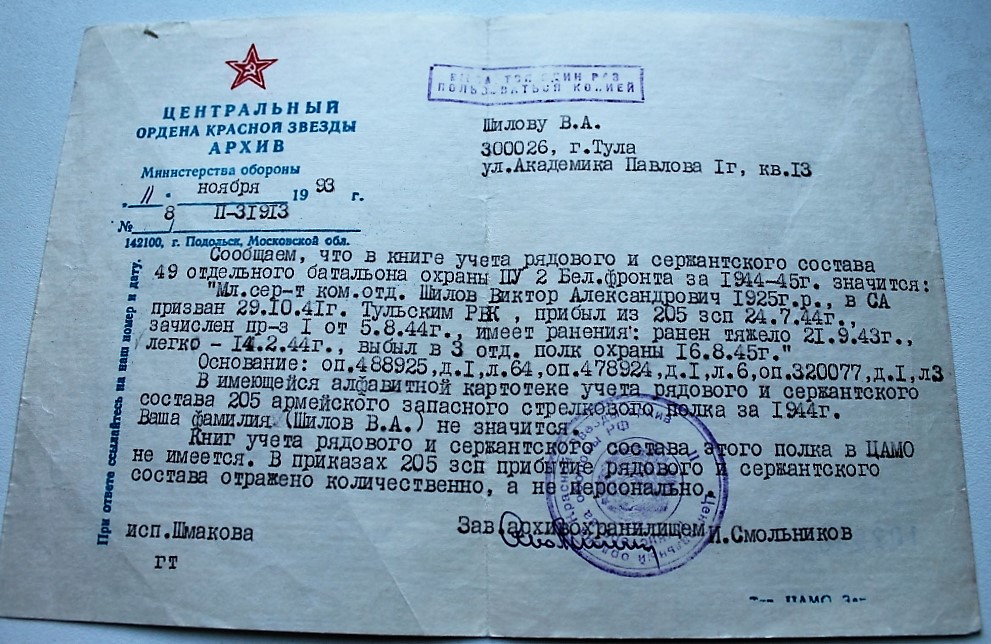 ЦЕНТРАЛЬНЫЙ
ОРДЕНА КРАСНОЙ ЗВЕЗДЫ
АРХИВ
Министерства обороны
"11" ноября 1993 г.
№ 8/ П-31913
142100, г. Подольск, Московской обл.
ОДИН РАЗ
ПОЛЬЗОВАТЬСЯ КОПИЕЙ
Шилову В.А.
300026, г.Тула
ул.Академика Павлова 1г, кв.13
При ответе ссылайтесь на наш номер и дату.
Сообщаем, что в книге учета рядового и сержантского состава
49 отдельного батальона охраны ПУ 2 Бел.фронта за 1944-45г. значится:
"Мл.сер-т ком.отд. Шилов Виктор Александрович 1925г.р., в СА
призван 29.10.41г. Тульским РВК , прибыл из 205 зсп 24.7.44г.,
зачислен пр-з 1 от 5.8.44г., имеет ранения: ранен тяжело 21.9.43г.,
легко - 14.2.44г., выбыл в 3 отд. полк охраны 16.8.45г."
Основание: оп.488925,д.1,л.64,оп.478924,д.1,л.6,оп.320077,д.1,л3
В имеющейся алфавитной картотеке учета рядового и сержантского
состава 205 армейского запасного стрелкового полка за 1944г.
Ваша фамилия (Шилов В.А.) не значится.
Книг учета рядового и сержантского состава этого полка в ЦАМО
не имеется. В приказах 205 зсп прибытие рядового и сержантского
состава отражено количественно, а не персонально.
исп.Шмакова
Зав.архивохранилищем И.Смольников
гт